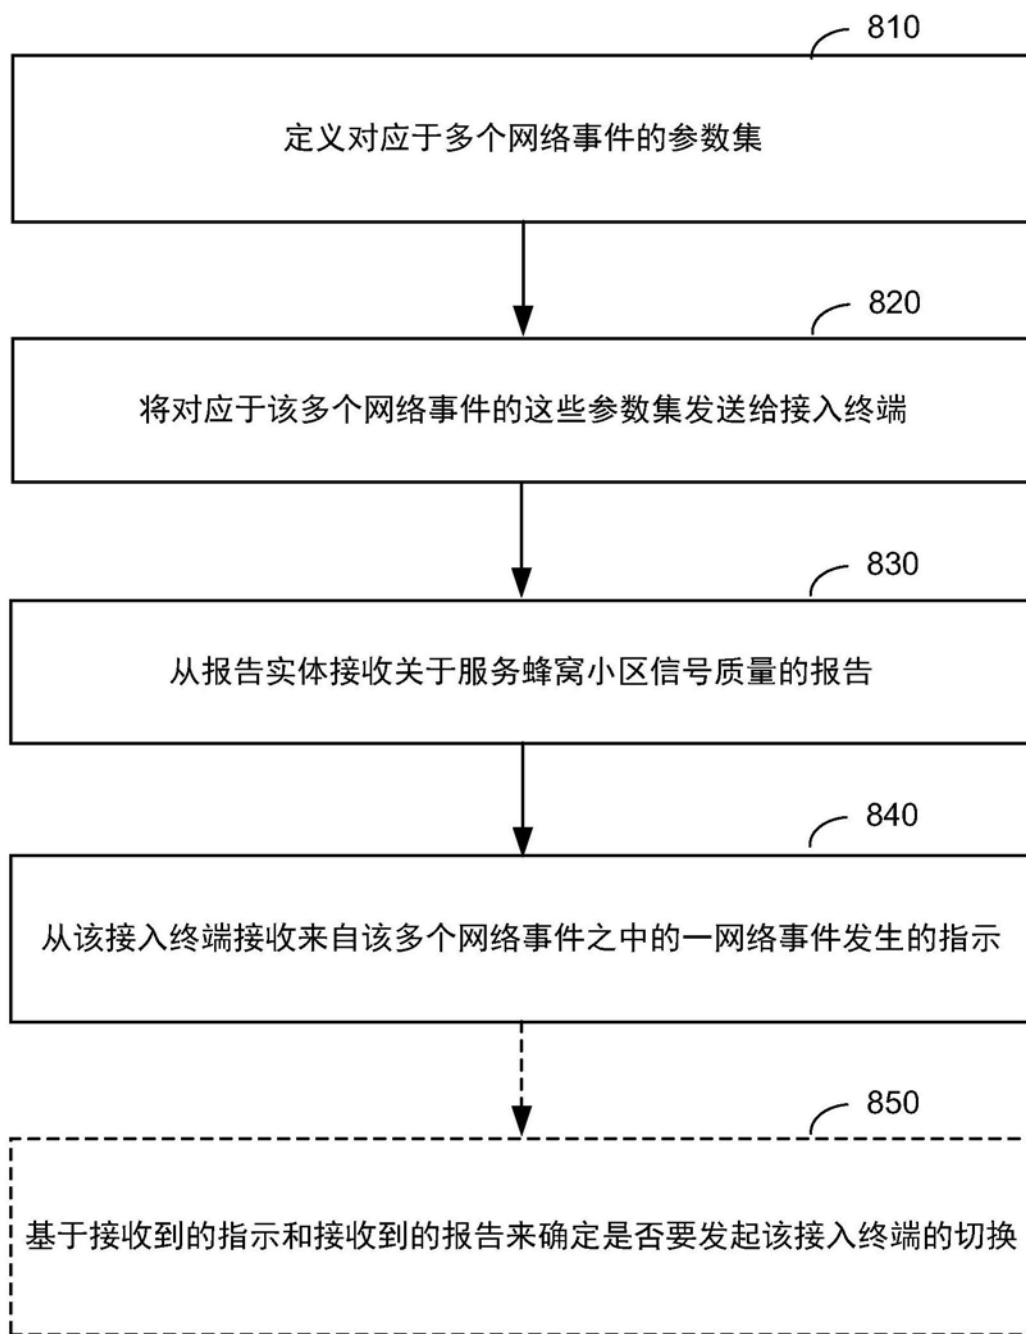 810
定义对应于多个网络事件的参数集
820
将对应于该多个网络事件的这些参数集发送给接入终端
830
从报告实体接收关于服务蜂窝小区信号质量的报告
840
从该接入终端接收来自该多个网络事件之中的一网络事件发生的指示
850
基于接收到的指示和接收到的报告来确定是否要发起该接入终端的切换